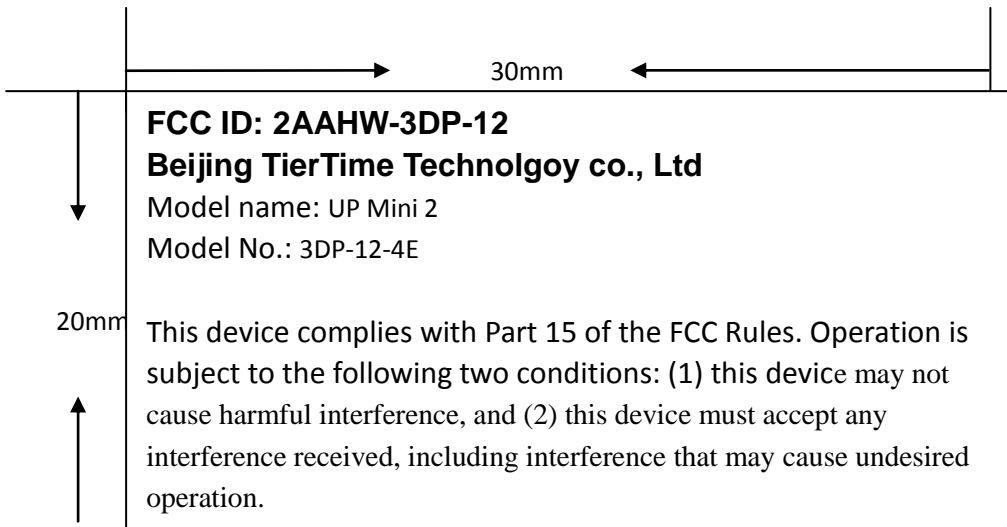 30mm
FCC ID: 2AAHW-3DP-12
Beijing TierTime Technolgoy co., Ltd
Model name: UP Mini 2
Model No.: 3DP-12-4E
20mm
This device complies with Part 15 of the FCC Rules. Operation is
subject to the following two conditions: (1) this device may not
cause harmful interference, and (2) this device must accept any
interference received, including interference that may cause undesired
operation.